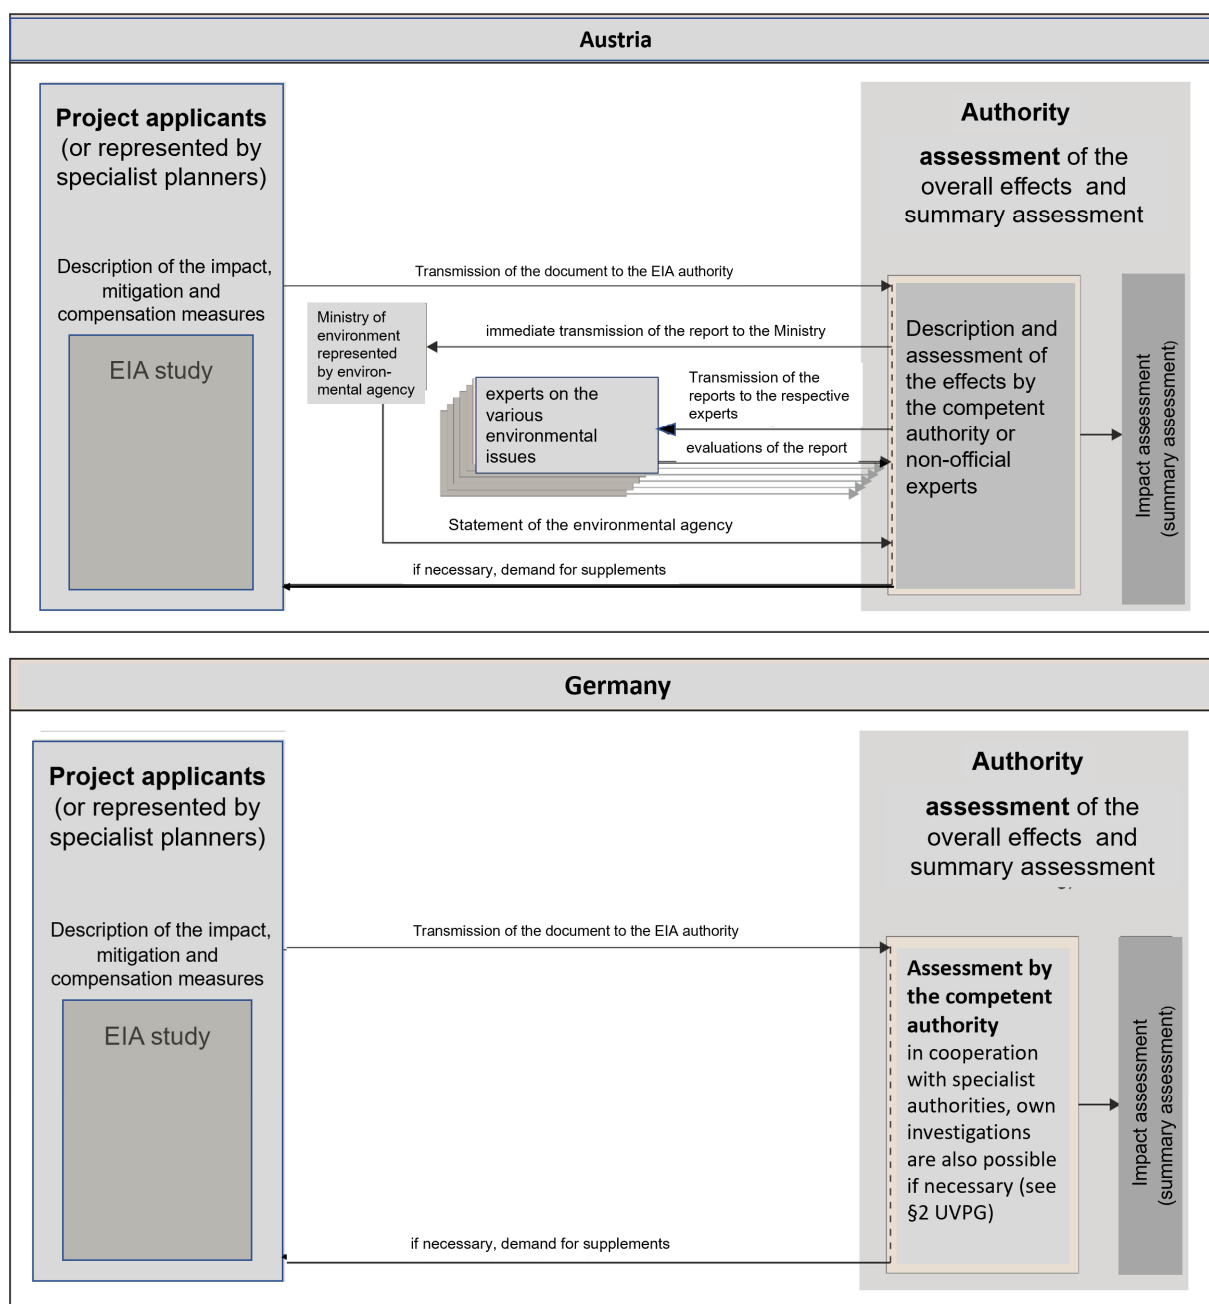 Austria
Project applicants
(or represented by
specialist planners)
Description of the impact,
mitigation and
compensation measures
EIA study
Transmission of the document to the EIA authority
Ministry of
environment
represented
by environ-
mental agency
immediate transmission of the report to the Ministry
experts on the
various
environmental
issues
Transmission of the
reports to the respective
experts
evaluations of the report
Statement of the environmental agency
if necessary, demand for supplements
Authority
assessment of the
overall effects and
summary assessment
Description and
assessment of
the effects by
the competent
authority or
non-official
experts
Impact assessment
(summary assessment)
Germany
Project applicants
(or represented by
specialist planners)
Description of the impact,
mitigation and
compensation measures
EIA study
Transmission of the document to the EIA authority
if necessary, demand for supplements
Authority
assessment of the
overall effects and
summary assessment
Assessment by
the competent
authority
in cooperation
with specialist
authorities, own
investigations
are also possible
if necessary (see
§2 UVPG)
Impact assessment
(summary assessment)